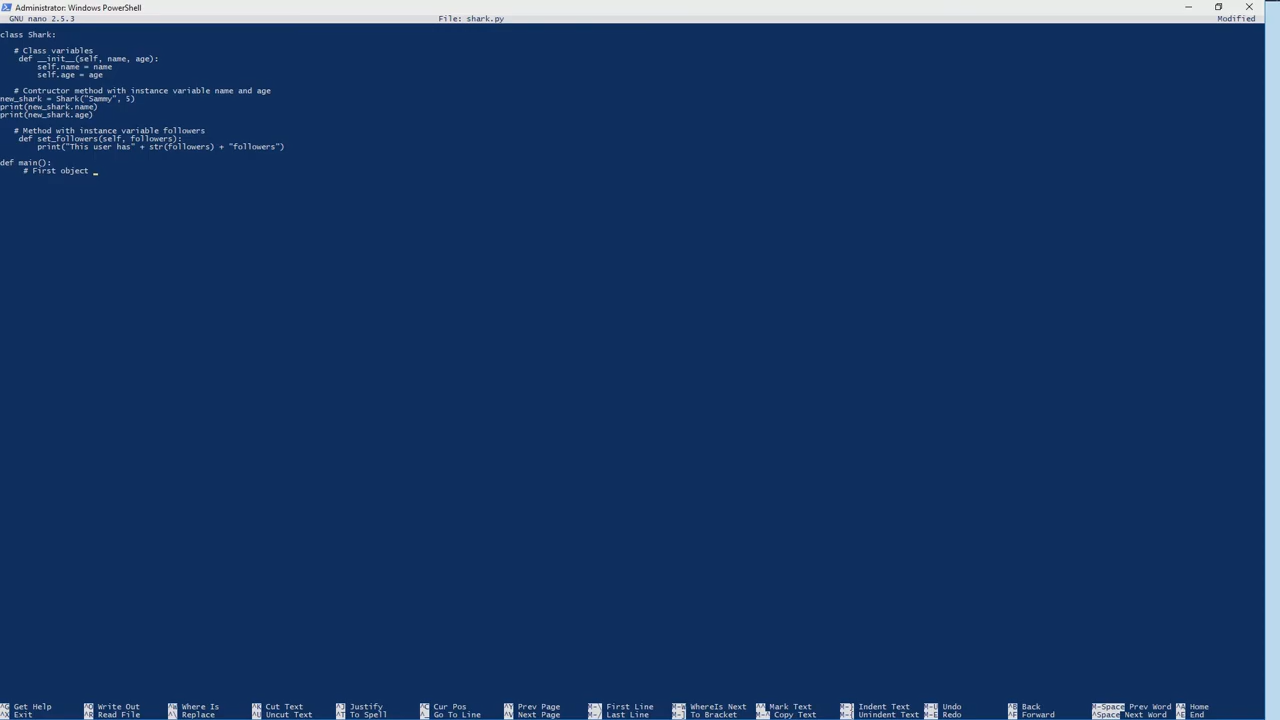 Administrator: Windows PowerShell
GNU nano 2.5.3 File: shark.py Modified
class Shark:
# Class variables
def __init__(self, name, age):
self.name = name
self.age = age
# Contructor method with instance variable name and age
new_shark = Shark("Sammy", 5)
print(new_shark.name)
print(new_shark.age)
# Method with instance variable followers
def set_followers(self, followers):
print("This user has" + str(followers) + "followers")
def main():
# First object
^G Get Help ^O Write Out ^W Where Is ^K Cut Text ^J Justify ^C Cur Pos ^Y Prev Page M-\ First Line M-W WhereIs Next M-] To Bracket ^^ Mark Text M-} Indent Text M-U Undo ^B Back M-Space Prev Word ^A Home
^X Exit ^R Read File ^\ Replace ^U Uncut Text ^T To Spell ^_ Go To Line ^V Next Page M-/ Last Line M-^ Copy Text M-{ Unindent Text M-E Redo ^F Forward ^Space Next Word ^E End